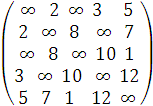 ∞ 2 ∞ 3 5
2 ∞ 8 ∞ 7
∞ 8 ∞ 10 1
3 ∞ 10 ∞ 12
5 7 1 12 ∞